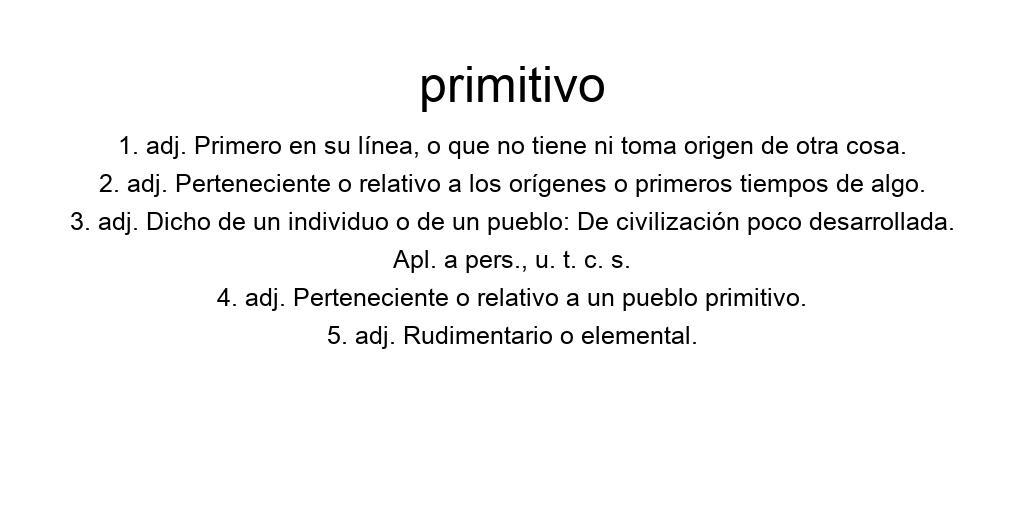 primitivo
1. adj. Primero en su línea, o que no tiene ni toma origen de otra cosa.
2. adj. Perteneciente o relativo a los orígenes o primeros tiempos de algo.
3. adj. Dicho de un individuo o de un pueblo: De civilización poco desarrollada.
Apl. a pers., u. t. c. s.
4. adj. Perteneciente o relativo a un pueblo primitivo.
5. adj. Rudimentario o elemental.